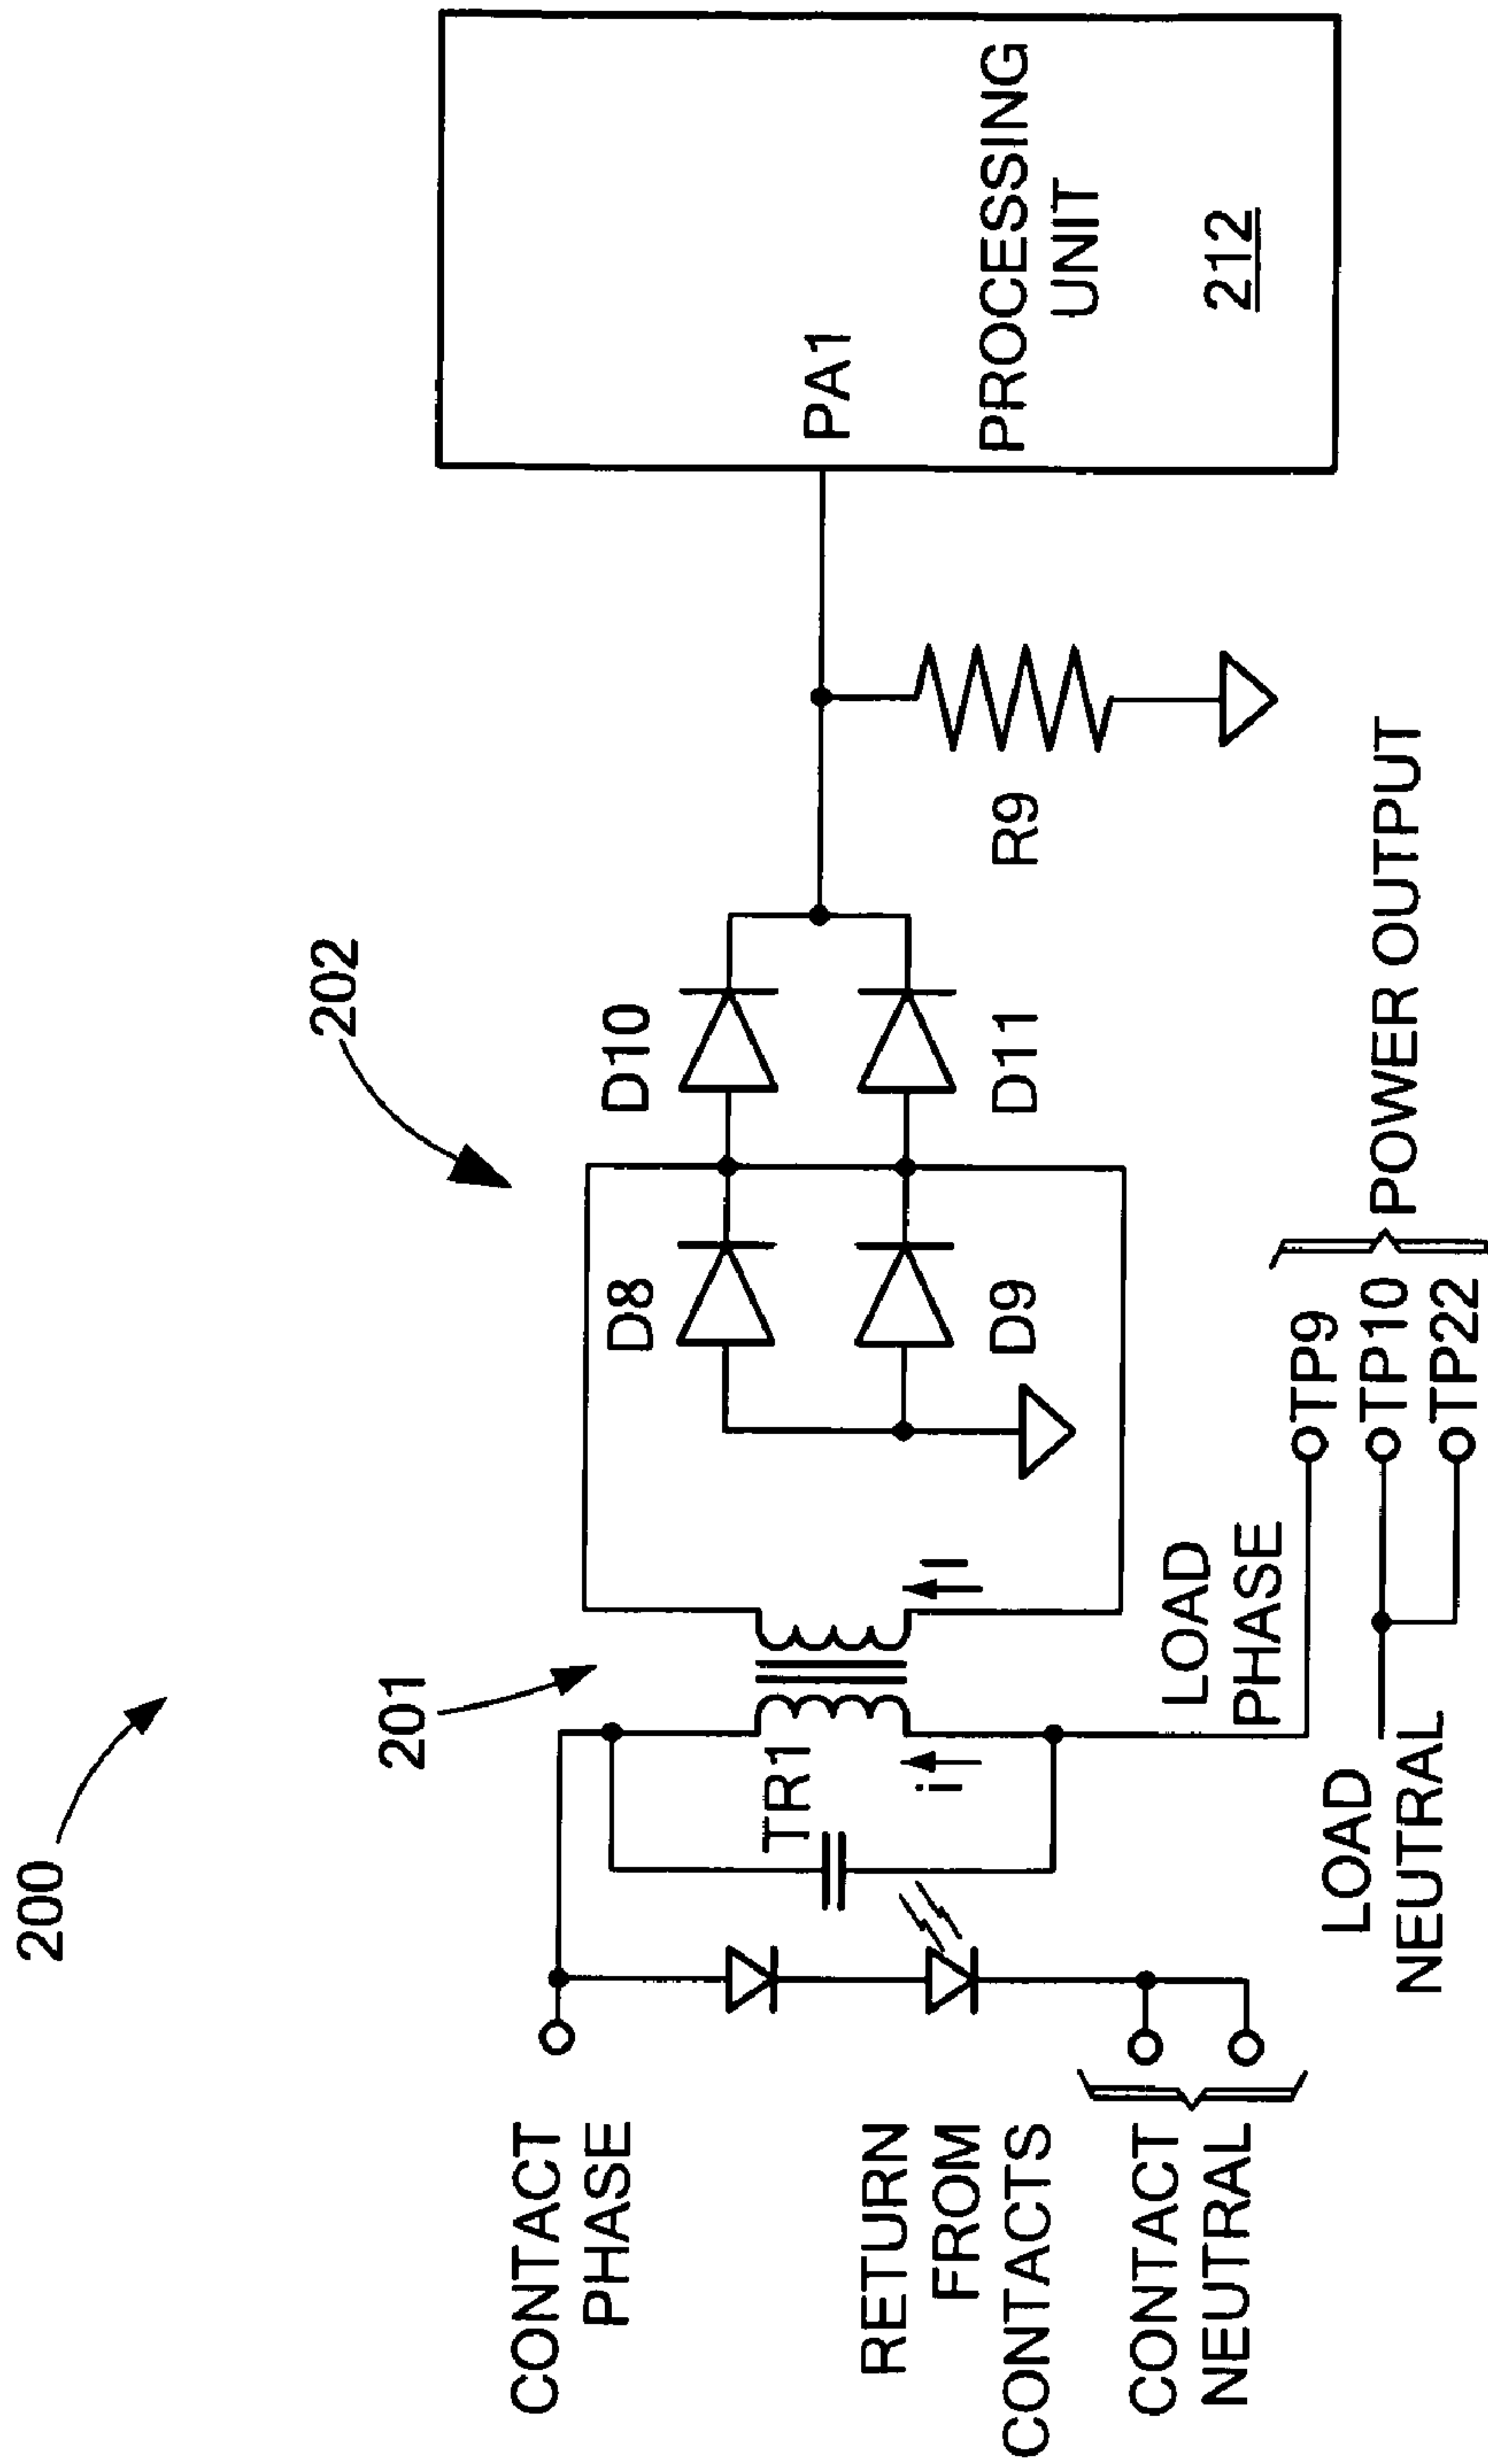 200
202
201
CONTACT
PHASE
RETURN
FROM
CONTACTS
CONTACT
NEUTRAL
TR1
i
I
D8
D9
D10
D11
R9
PA1
PROCESSING
UNIT
212
LOAD
PHASE
LOAD
NEUTRAL
TP9
TP10
TP22
POWER OUTPUT